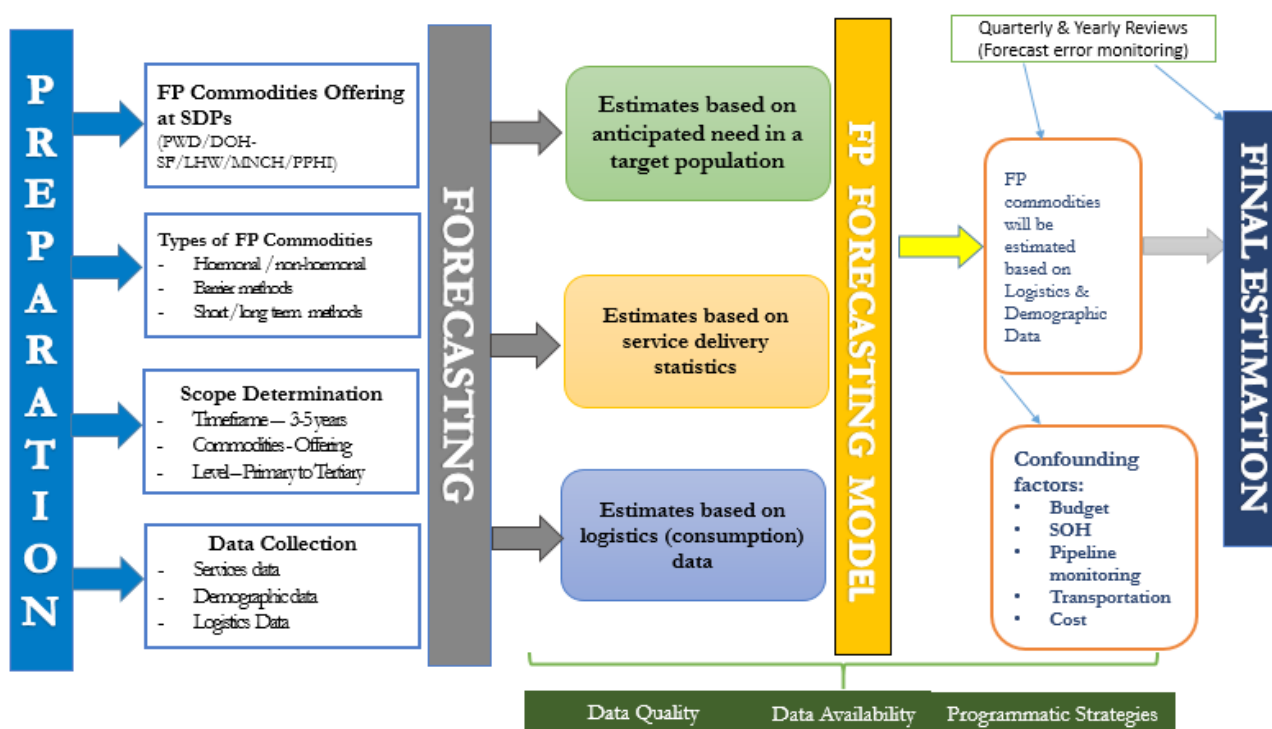 PREPARATION
FP Commodities Offering
at SDPs
(PWD/DOH-
SF/LHW/MNCH/PPHI)
Types of FP Commodities
- Hormonal / non-hormonal
- Barrier methods
- Short/long term methods
Scope Determination
- Timeframe – 3-5 years
- Commodities - Offering
- Level – Primary to Tertiary
Data Collection
- Services data
- Demographic data
- Logistics Data
FORECASTING
Estimates based on
anticipated need in a
target population
Estimates based on
service delivery
statistics
Estimates based on
logistics (consumption)
data
FP FORECASTING MODEL
Quarterly & Yearly Reviews
(Forecast error monitoring)
FP
commodities
will be
estimated
based on
Logistics &
Demographic
Data
Confounding
factors:
• Budget
• SOH
• Pipeline
monitoring
• Transportation
• Cost
FINAL ESTIMATION
Data Quality
Data Availability
Programmatic Strategies